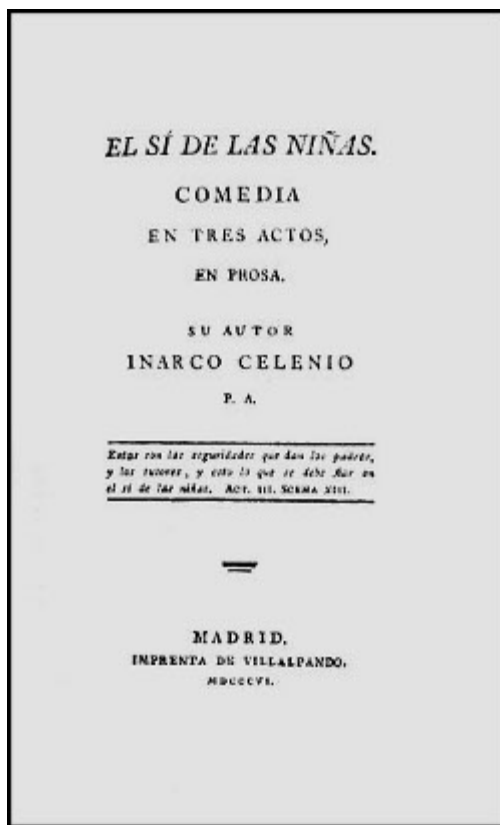 EL SÍ DE LAS NIÑAS.
COMEDIA
EN TRES ACTOS,
EN PROSA.
SU AUTOR
INARCO CELENIO
P. A.
Estas son las seguridades que dan los padres,
y los tutores, y esto lo que se debe fiar en
el sí de las niñas. ACT. III. SCENA XIII.
MADRID.
IMPRENTA DE VILLALPANDO.
MDCCCVI.